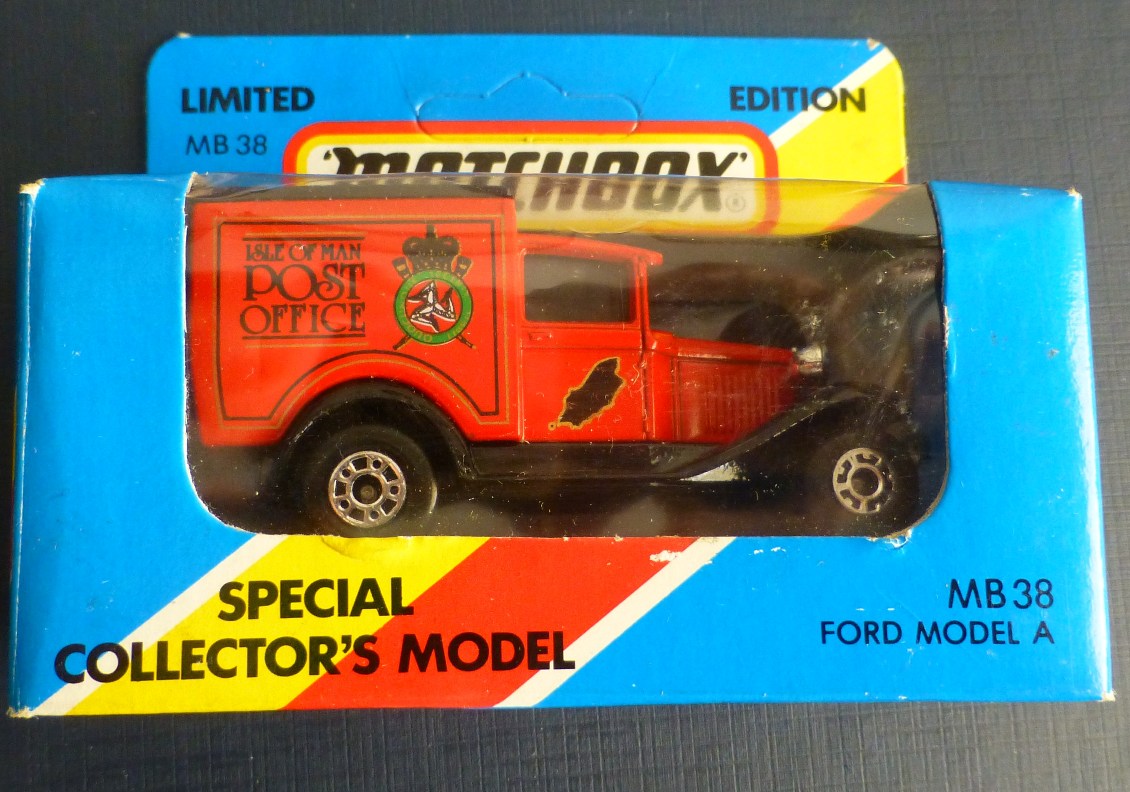 LIMITED EDITION
MB 38
'MATCHBOX'
®
ISLE OF MAN
POST
OFFICE
SPECIAL
COLLECTOR'S MODEL
MB 38
FORD MODEL A